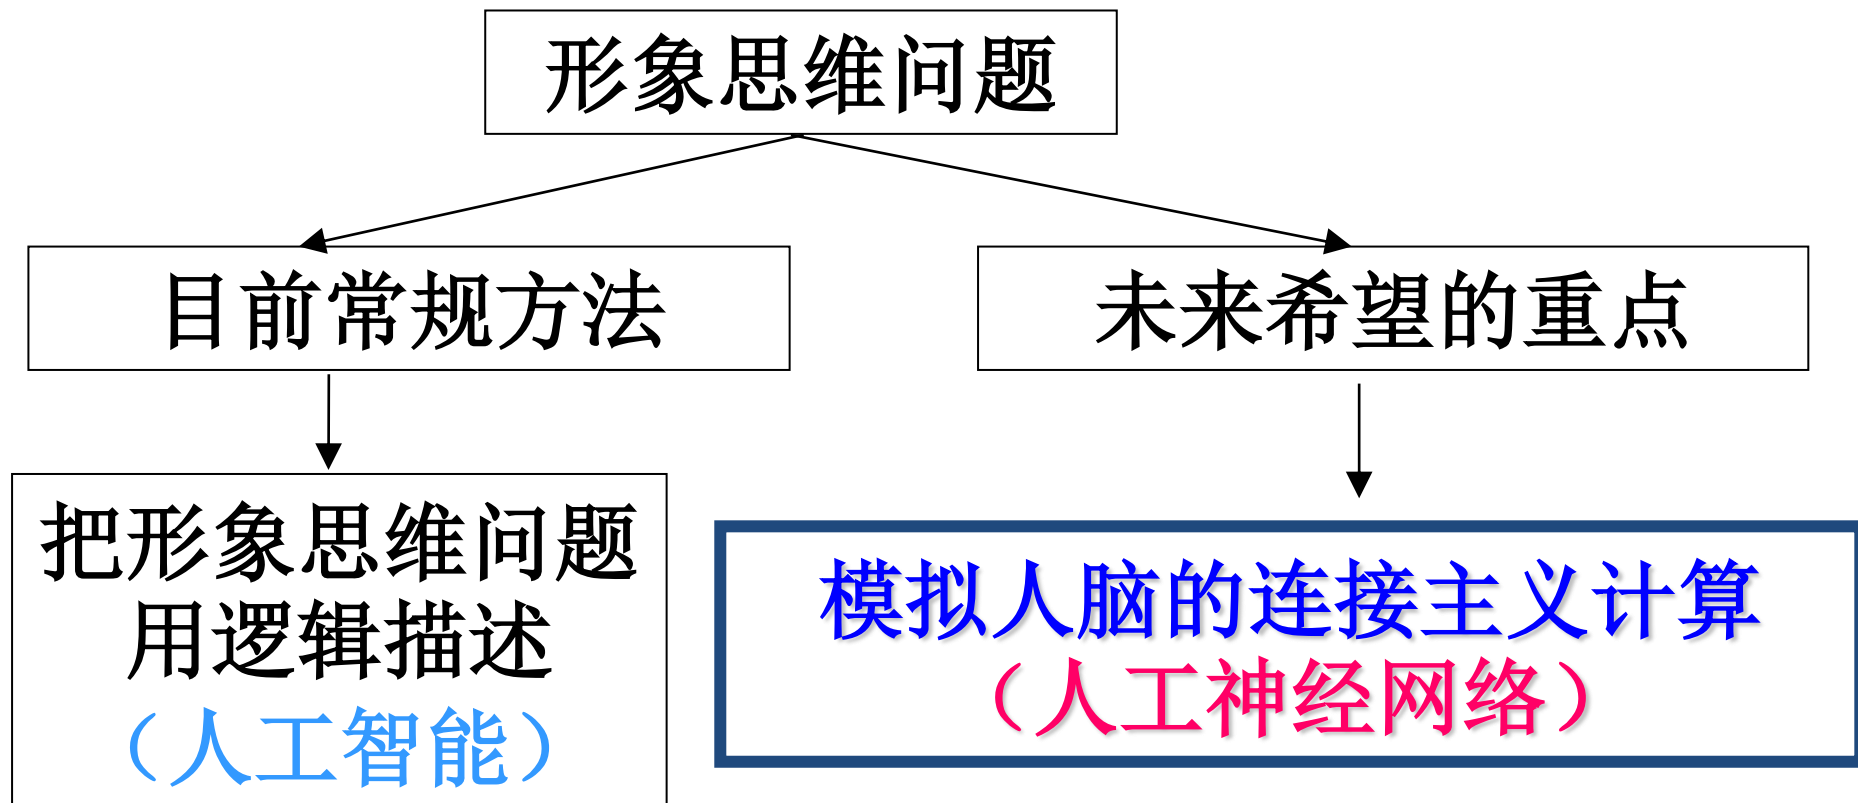 形象思维问题
目前常规方法
未来希望的重点
把形象思维问题
用逻辑描述
（人工智能）
模拟人脑的连接主义计算
（人工神经网络）